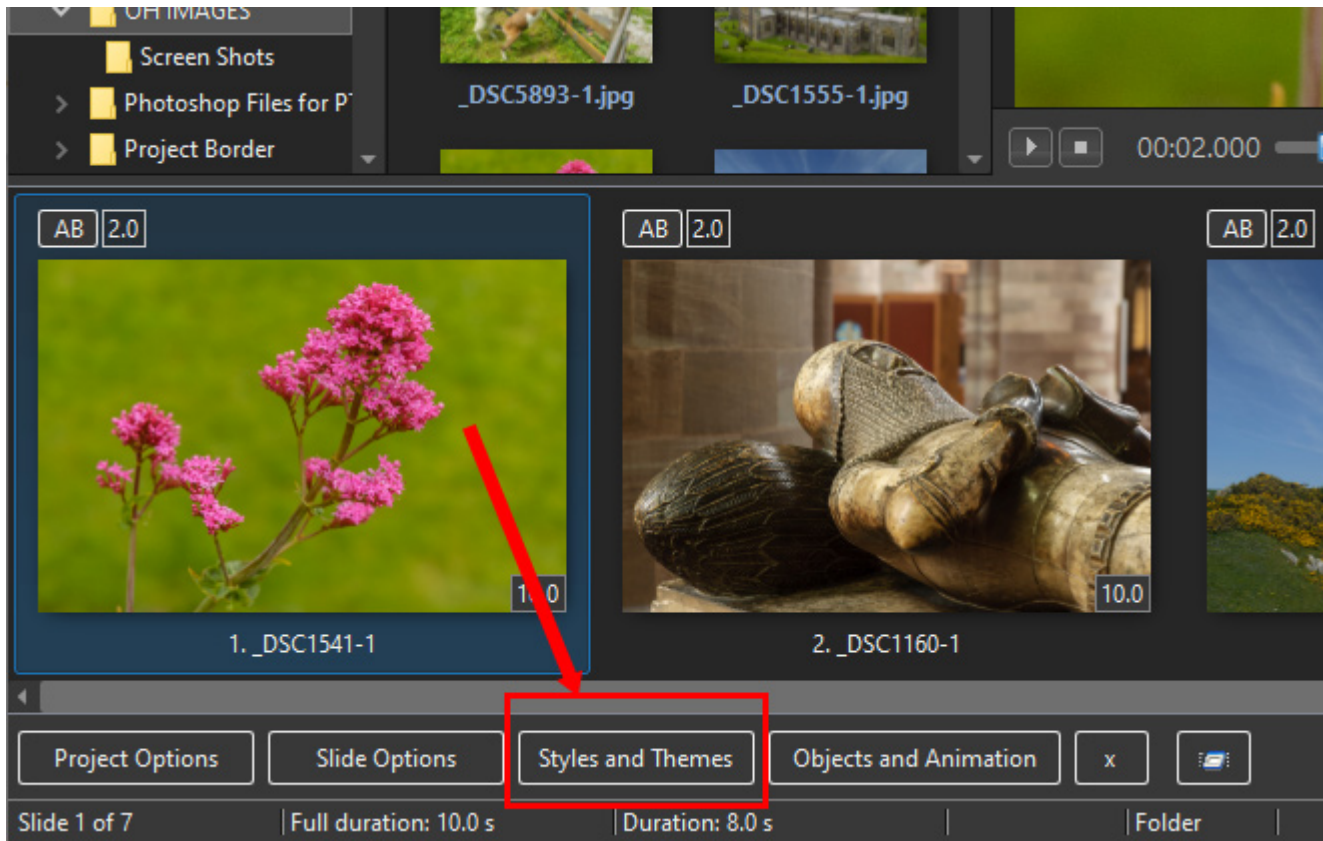 OH IMAGES
Screen Shots
Photoshop Files for P
Project Border
_DSC5893-1.jpg
_DSC1555-1.jpg
00:02.000
AB 2.0
AB 2.0
AB 2.0
10.0
10.0
1. _DSC1541-1
2. _DSC1160-1
Project Options
Slide Options
Styles and Themes
Objects and Animation
x
Slide 1 of 7
Full duration: 10.0 s
Duration: 8.0 s
Folder